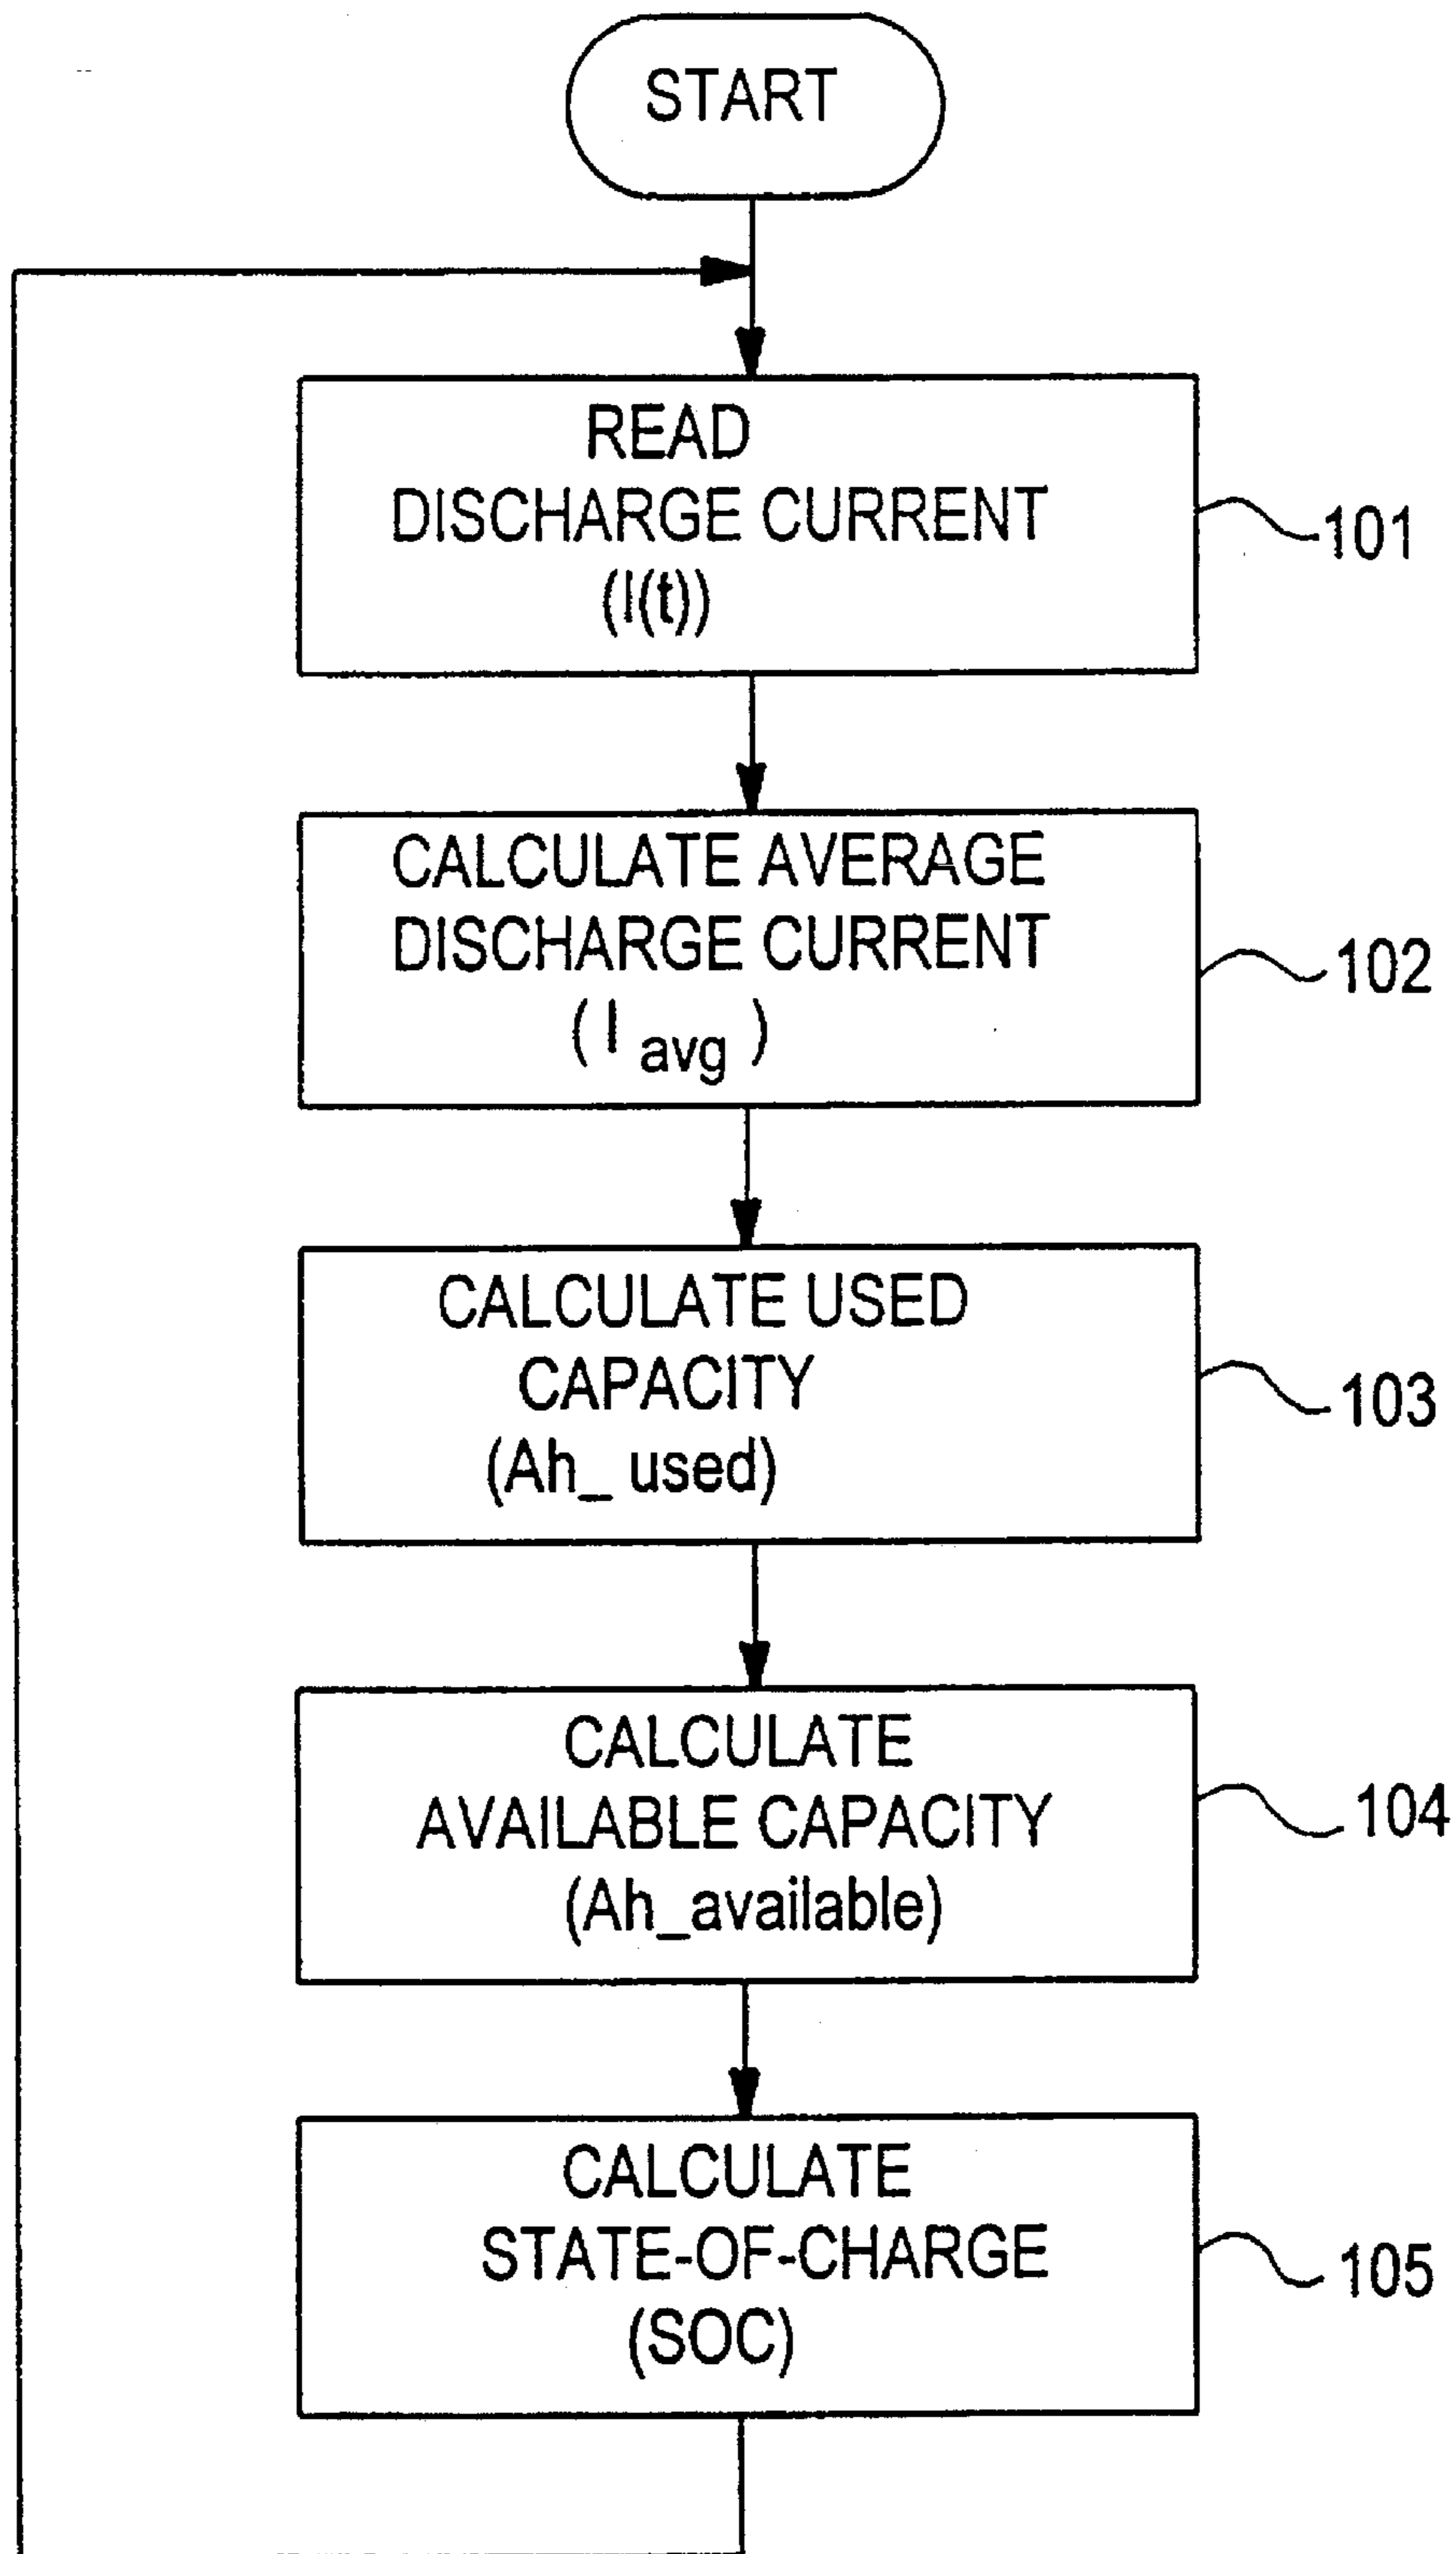 START
READ
DISCHARGE CURRENT
(I(t))
101
CALCULATE AVERAGE
DISCHARGE CURRENT
( I avg )
102
CALCULATE USED
CAPACITY
(Ah_ used)
103
CALCULATE
AVAILABLE CAPACITY
(Ah_available)
104
CALCULATE
STATE-OF-CHARGE
(SOC)
105